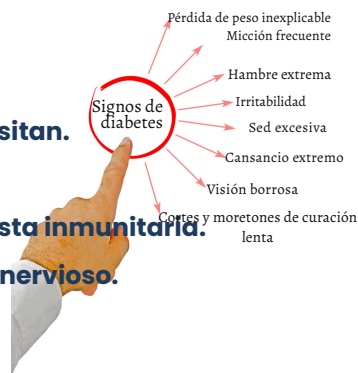 Pérdida de peso inexplicable
Micción frecuente
Hambre extrema
Signos de
diabetes
Irritabilidad
sitan.
Sed excesiva
Cansancio extremo
Visión borrosa
Cortes y moretones de curación
lenta
sta inmunitaria.
nervioso.